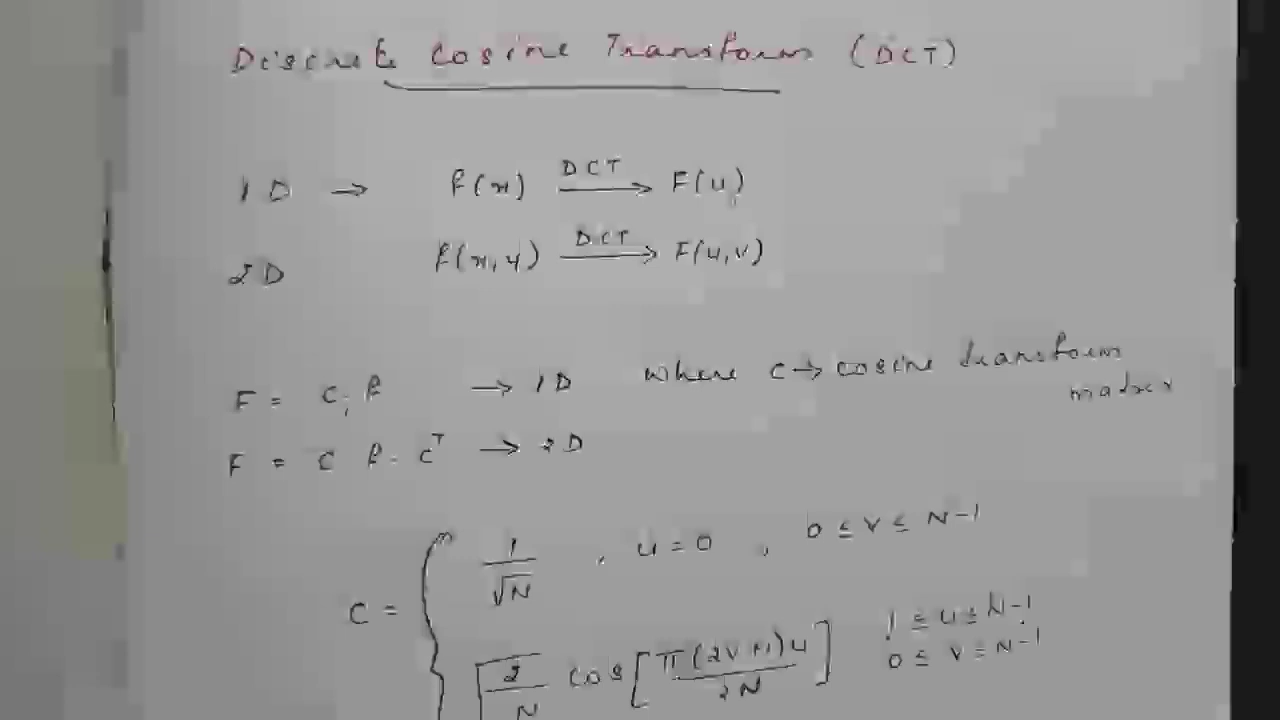 Discrete Cosine Transform (DCT)
1D → f(x) DCT → F(u)
2D f(x,y) DCT → F(u,v)
F = C. f → 1D where C → cosine transform matrix
F = C f. Cᵀ → 2D
C = { 1/√N , u = 0 , 0 ≤ v ≤ N-1
√2/N cos[π(2v+1)u/2N] 1 ≤ u ≤ N-1
0 ≤ v ≤ N-1